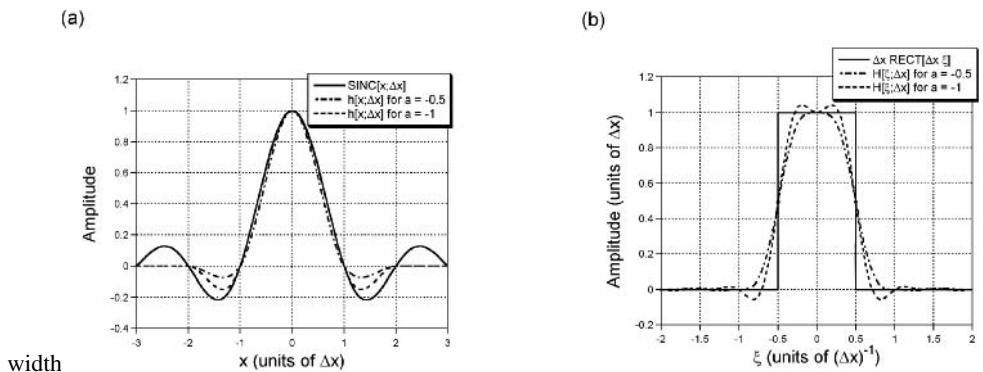 (a)
SINC[x;Δx]
h[x;Δx] for a = -0.5
h[x;Δx] for a = -1
1.2
1
0.8
0.6
0.4
0.2
0
-0.2
-0.4
Amplitude
-3
-2
-1
0
1
2
3
x (units of Δx)
(b)
Δx RECT[Δx ξ]
H[ξ;Δx] for a = -0.5
H[ξ;Δx] for a = -1
1.2
1
0.8
0.6
0.4
0.2
0
-0.2
Amplitude (units of Δx)
-2
-1.5
-1
-0.5
0
0.5
1
1.5
2
ξ (units of (Δx)⁻¹)
width